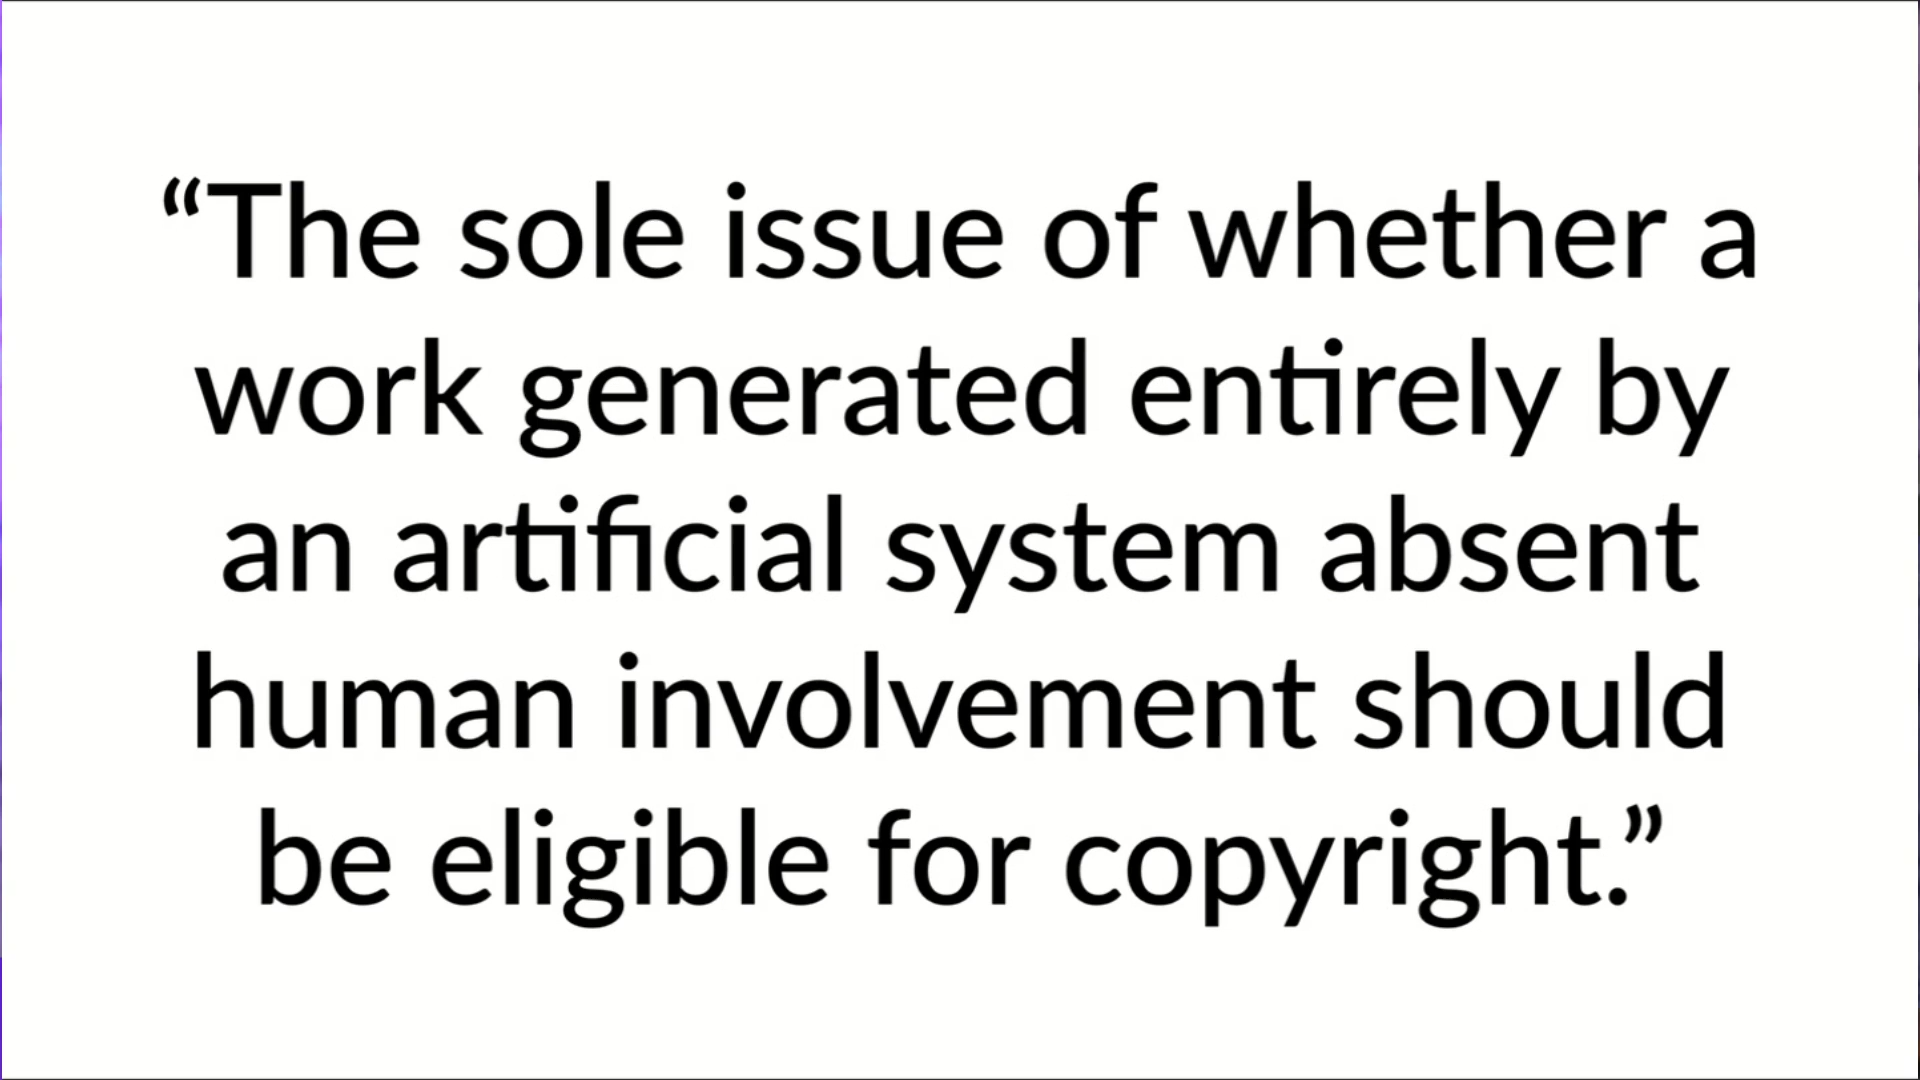 “The sole issue of whether a
work generated entirely by
an artificial system absent
human involvement should
be eligible for copyright.”